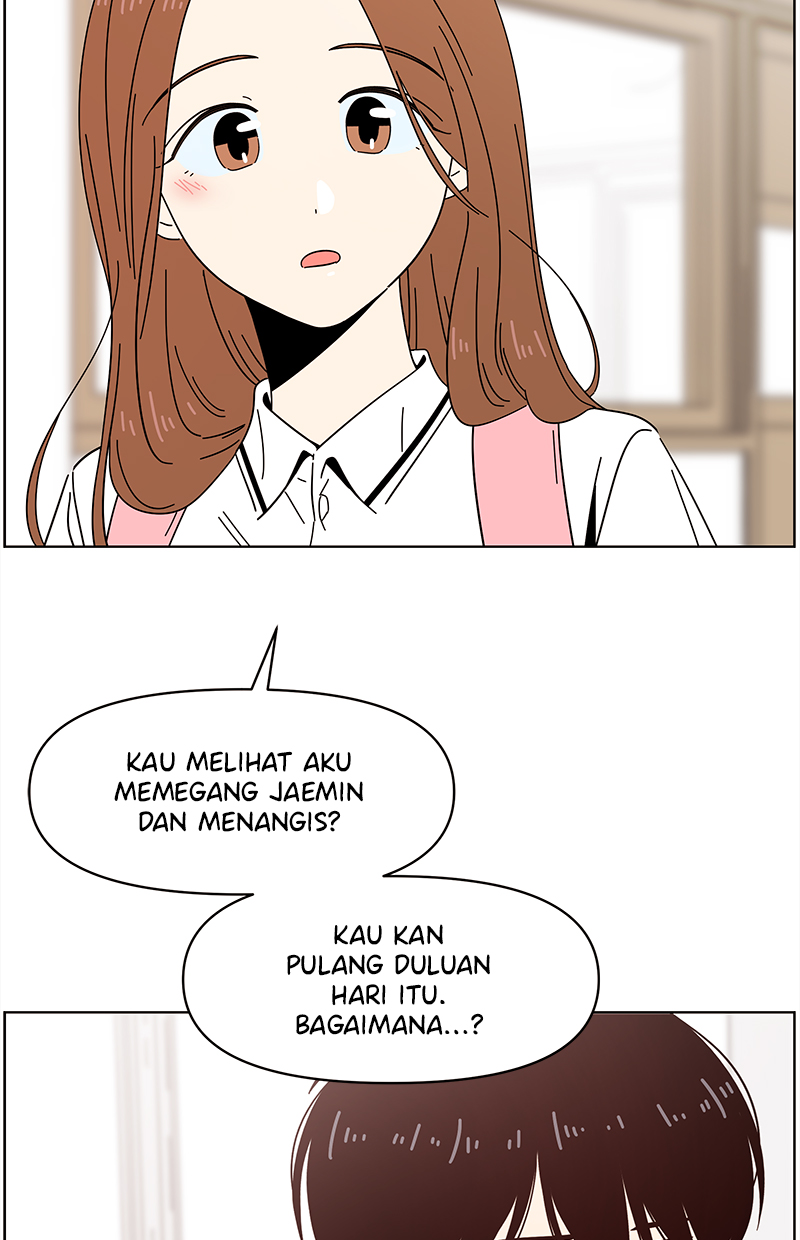 KAU MELIHAT AKU
MEMEGANG JAEMIN
DAN MENANGIS?
KAU KAN
PULANG DULUAN
HARI ITU.
BAGAIMANA...?